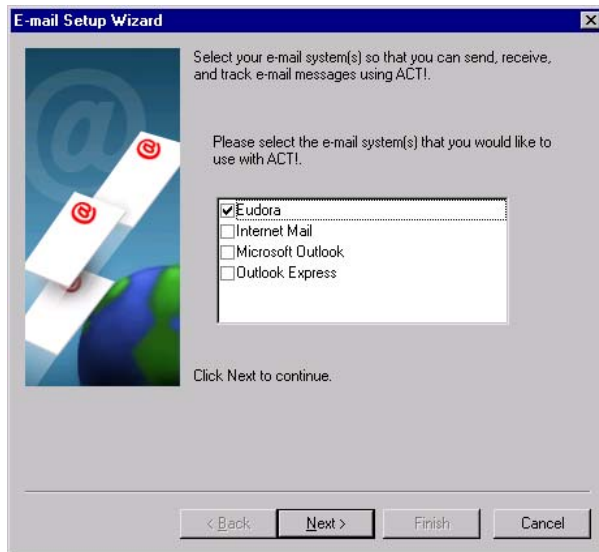 E-mail Setup Wizard
Select your e-mail system(s) so that you can send, receive,
and track e-mail messages using ACT!.
Please select the e-mail system(s) that you would like to
use with ACT!.
Eudora
Internet Mail
Microsoft Outlook
Outlook Express
Click Next to continue.
< Back
Next >
Finish
Cancel